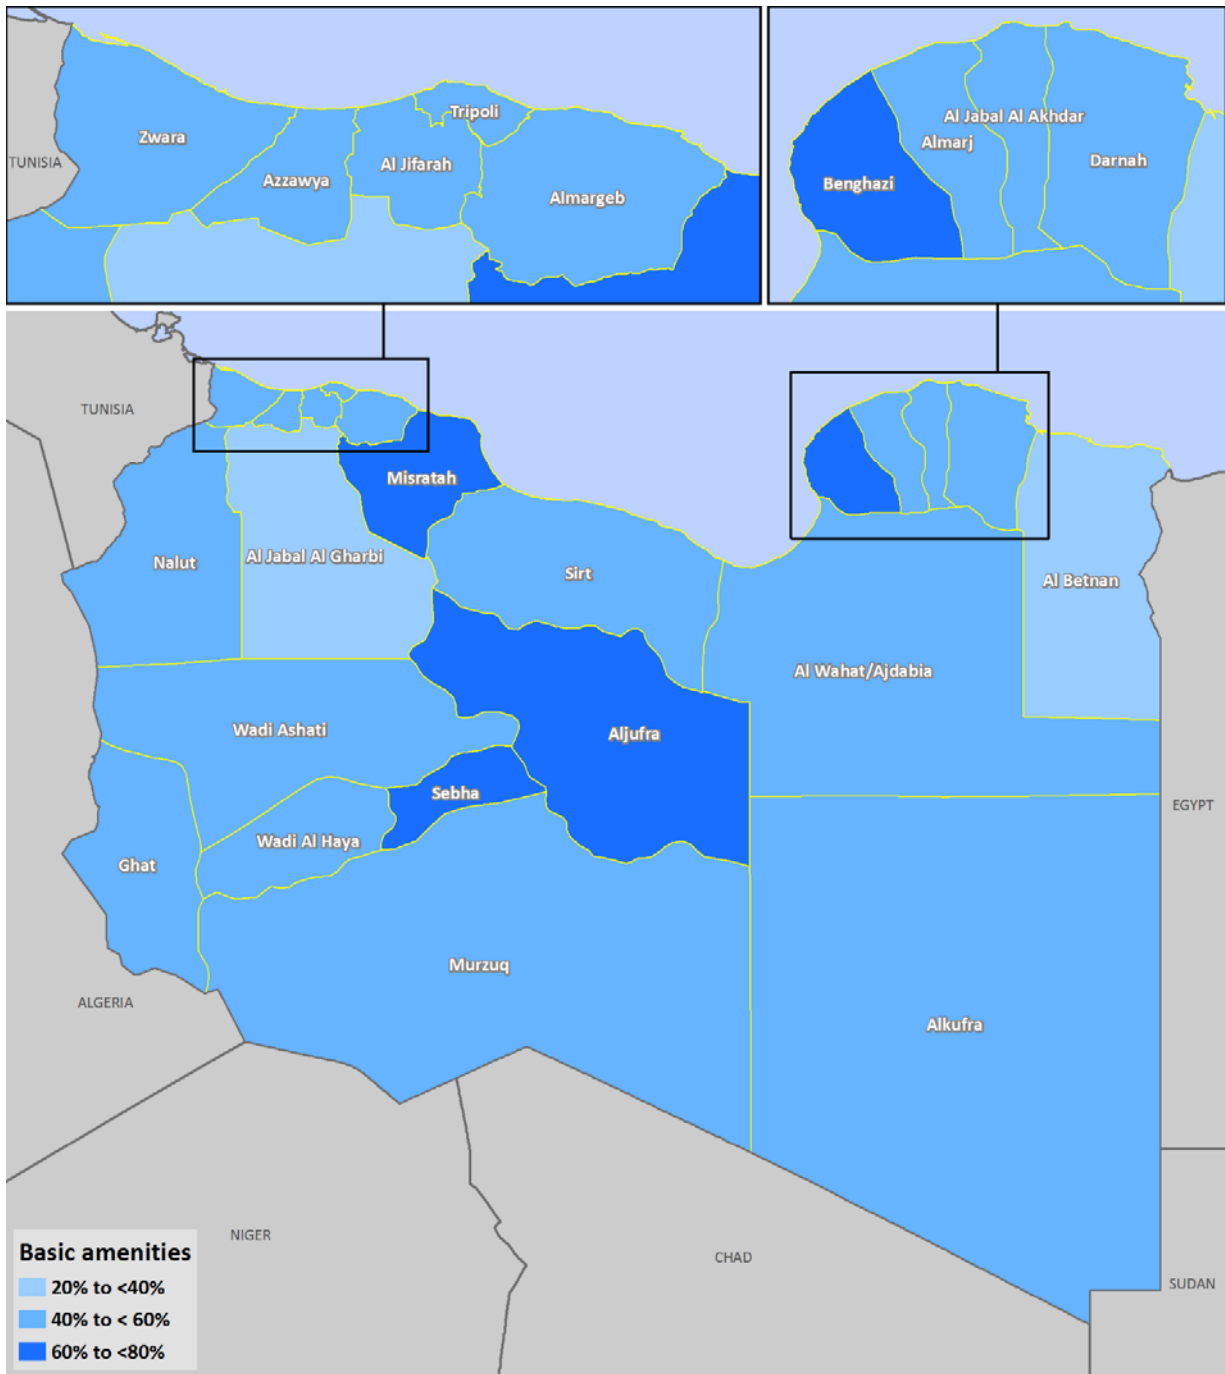 Tripoli
Zwara
TUNISIA
Al Jifarah
Azzawya
Almargeb
Al Jabal Al Akhdar
Almarj
Darnah
Benghazi
TUNISIA
Misratah
Nalut
Al Jabal Al Gharbi
Sirt
Al Betnan
Al Wahat/Ajdabia
Wadi Ashati
Aljufra
Sebha
EGYPT
Wadi Al Haya
Ghat
Murzuq
ALGERIA
Alkufra
NIGER
CHAD
SUDAN
Basic amenities
20% to <40%
40% to < 60%
60% to <80%